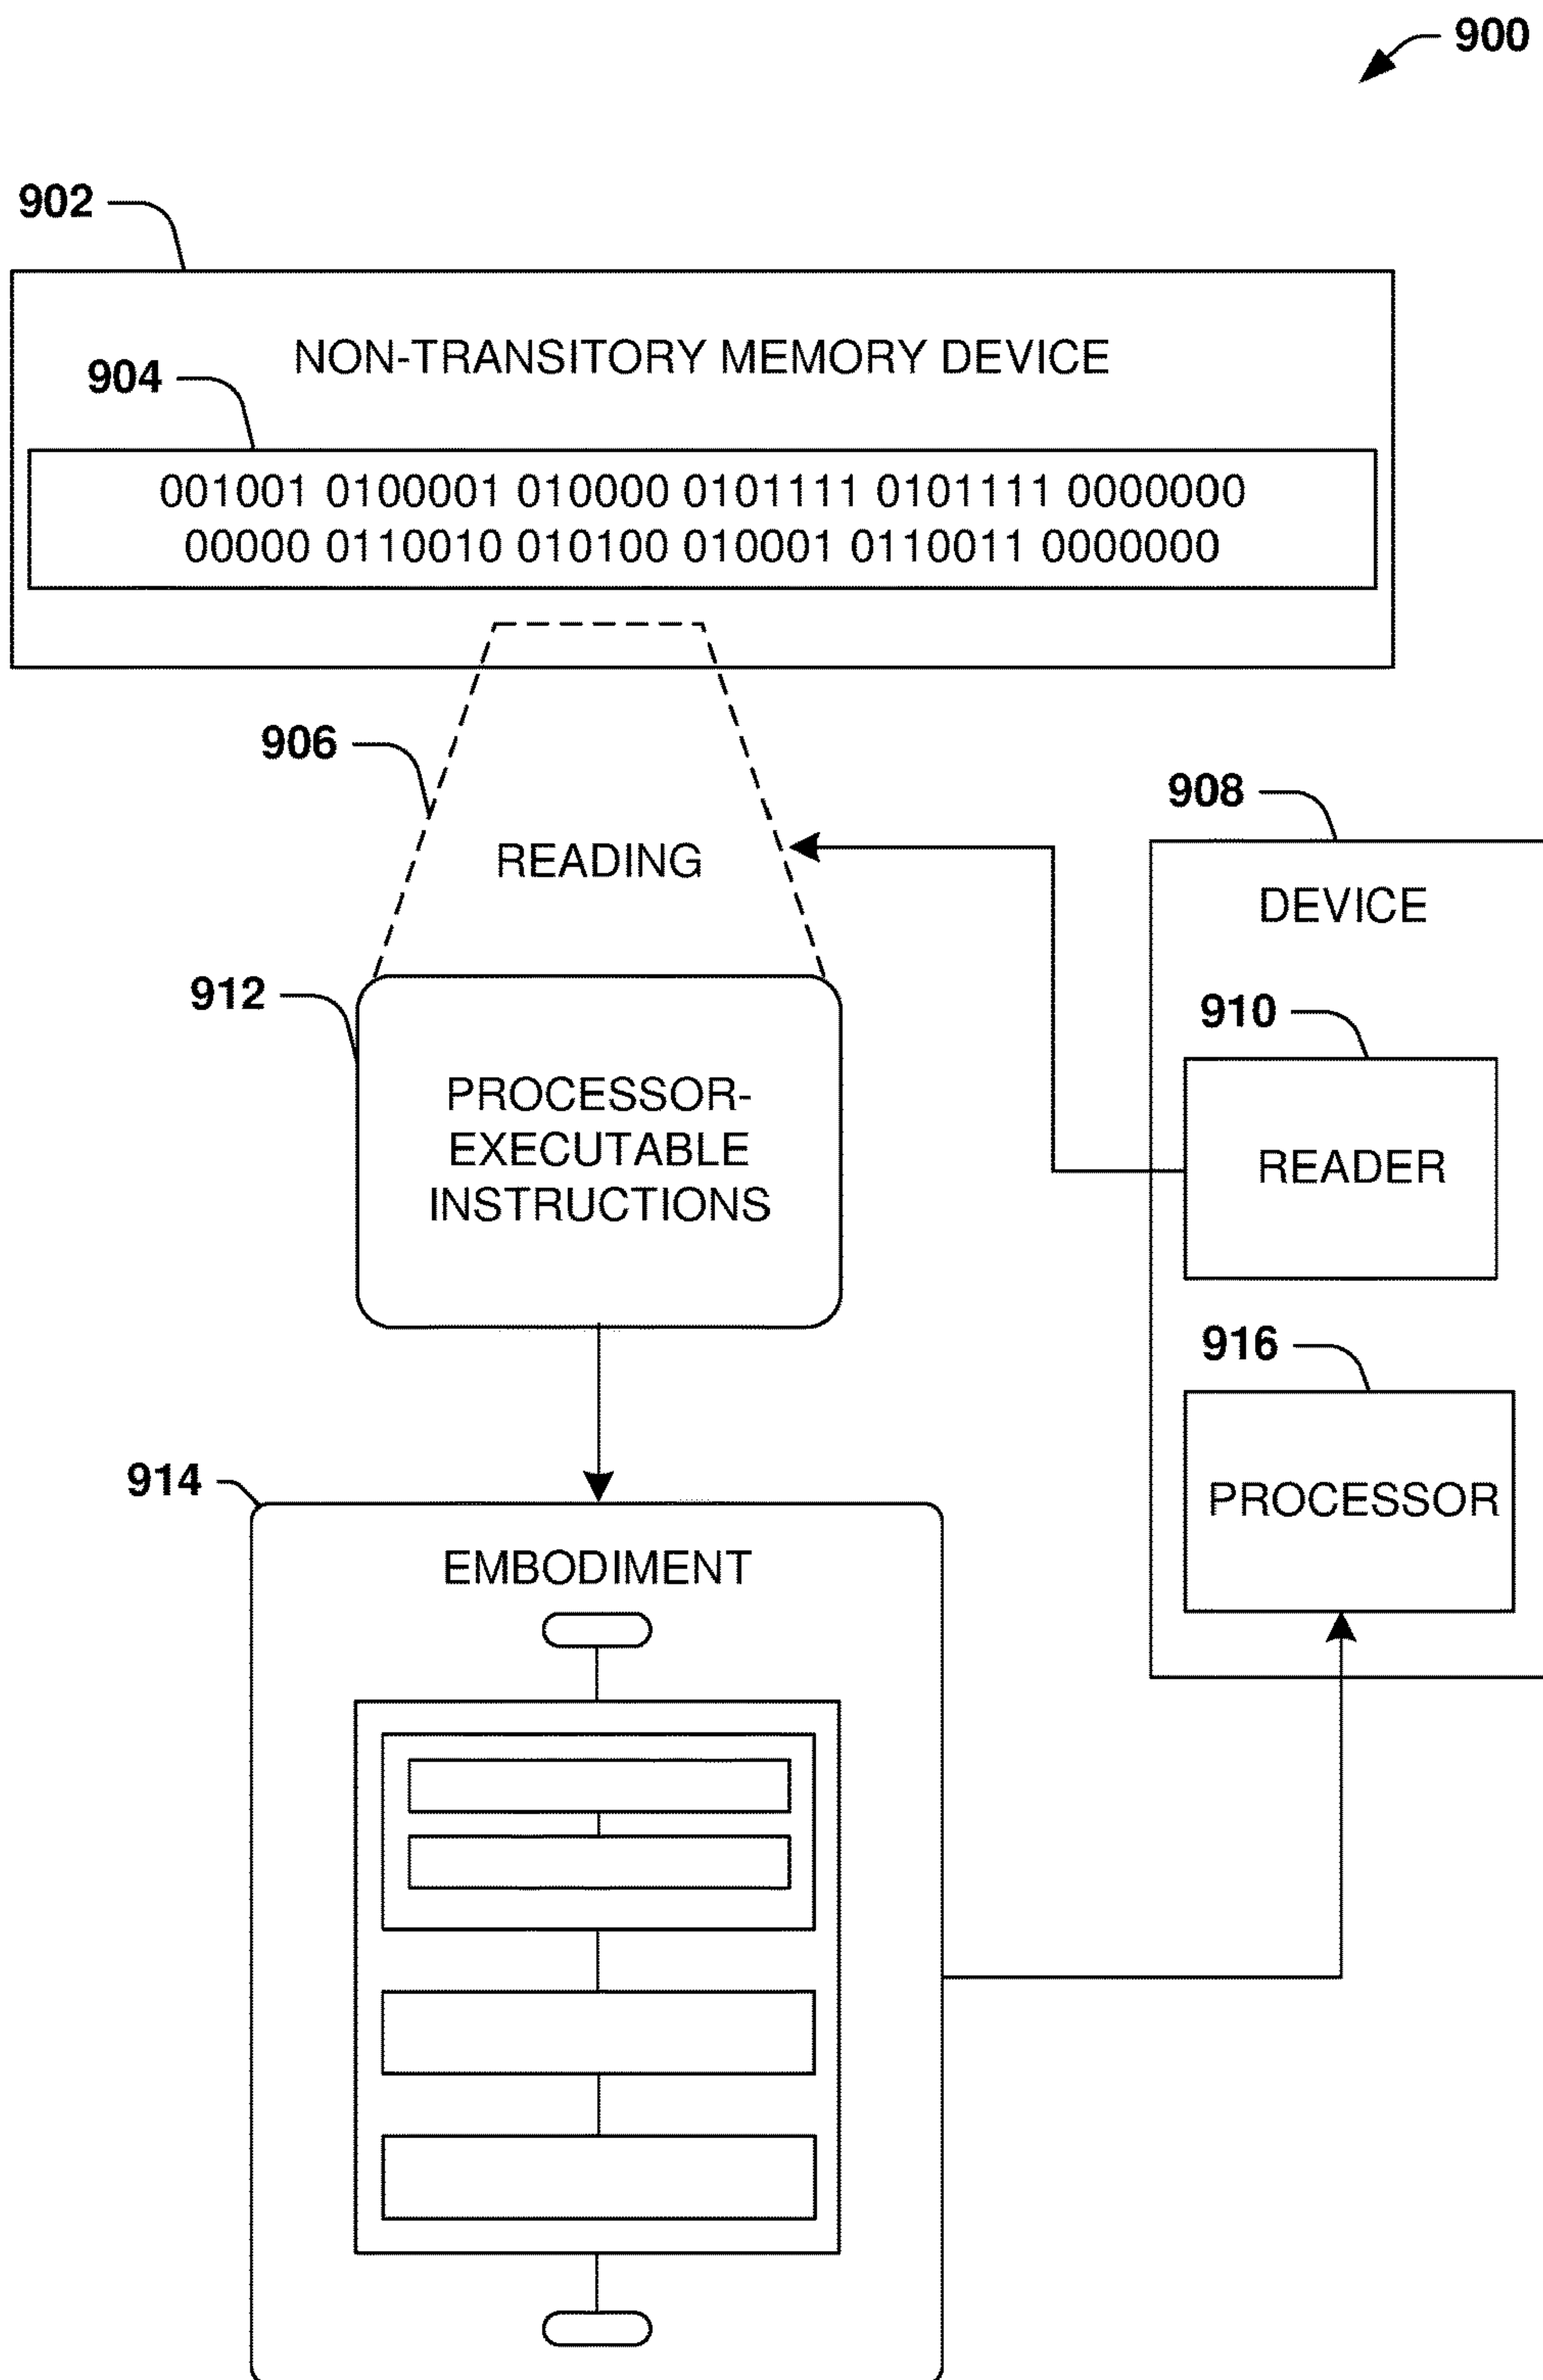 900
902
NON-TRANSITORY MEMORY DEVICE
904
001001 0100001 010000 0101111 0101111 0000000
00000 0110010 010100 010001 0110011 0000000
906
908
READING
DEVICE
912
910
PROCESSOR-
EXECUTABLE
INSTRUCTIONS
READER
916
914
PROCESSOR
EMBODIMENT